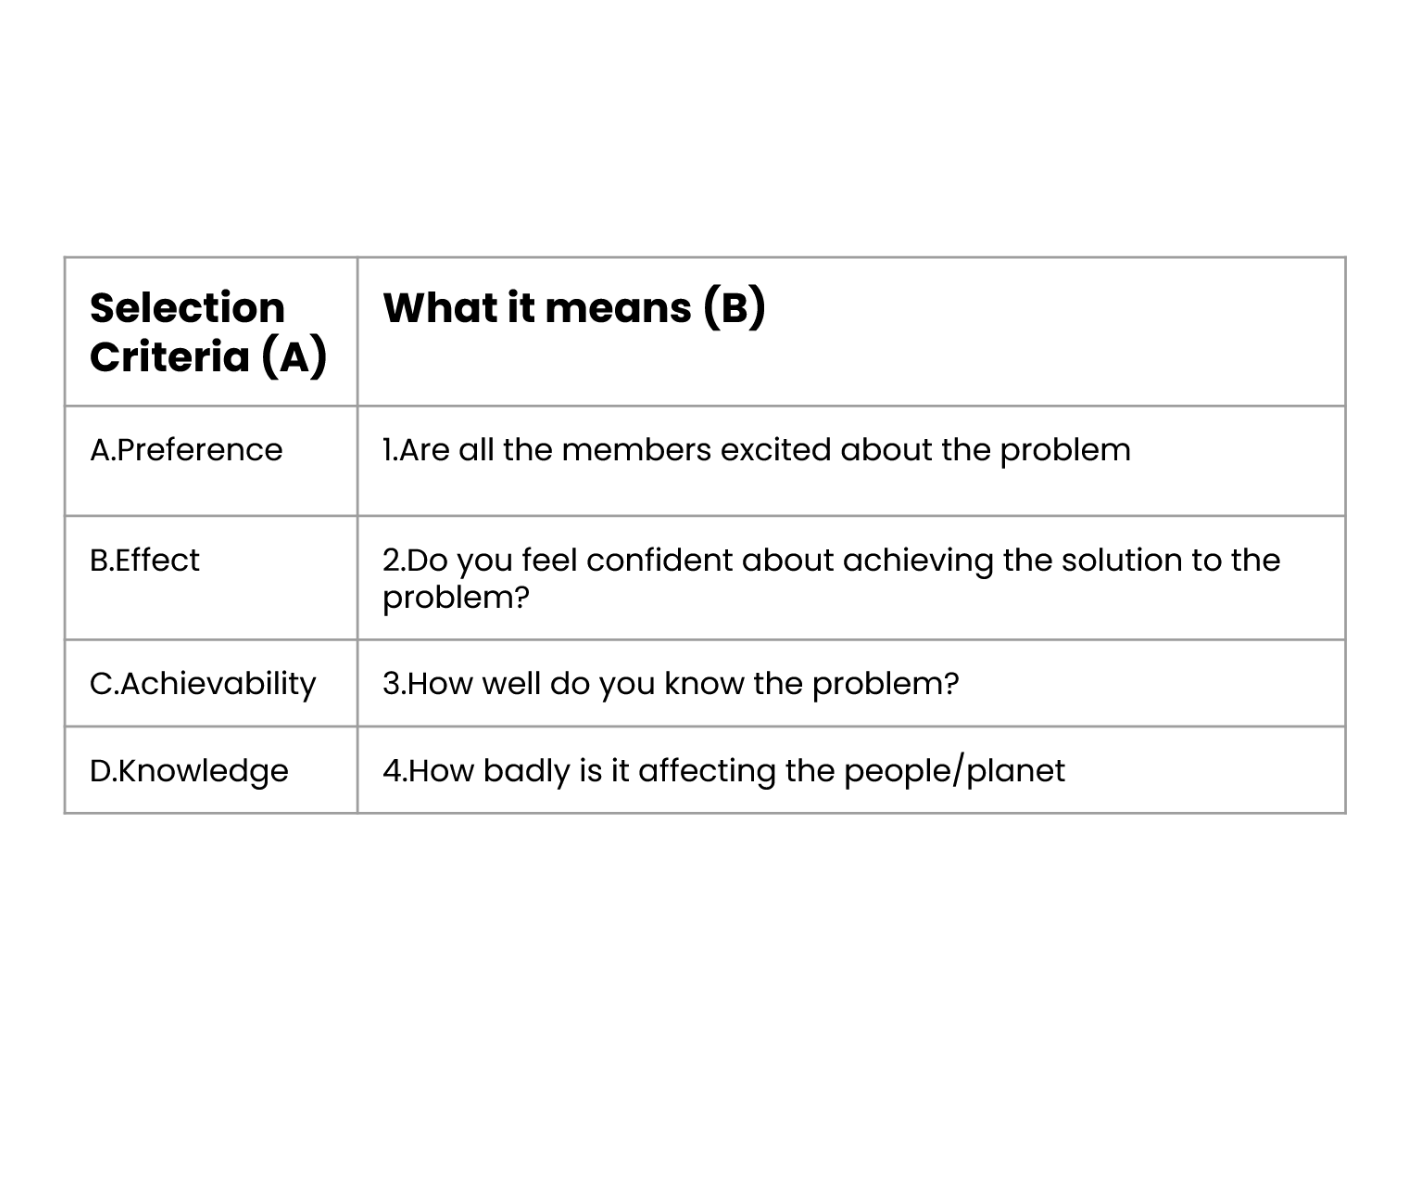 Selection
Criteria (A)
What it means (B)
A.Preference
1.Are all the members excited about the problem
B.Effect
2.Do you feel confident about achieving the solution to the
problem?
C.Achievability
3.How well do you know the problem?
D.Knowledge
4.How badly is it affecting the people/planet